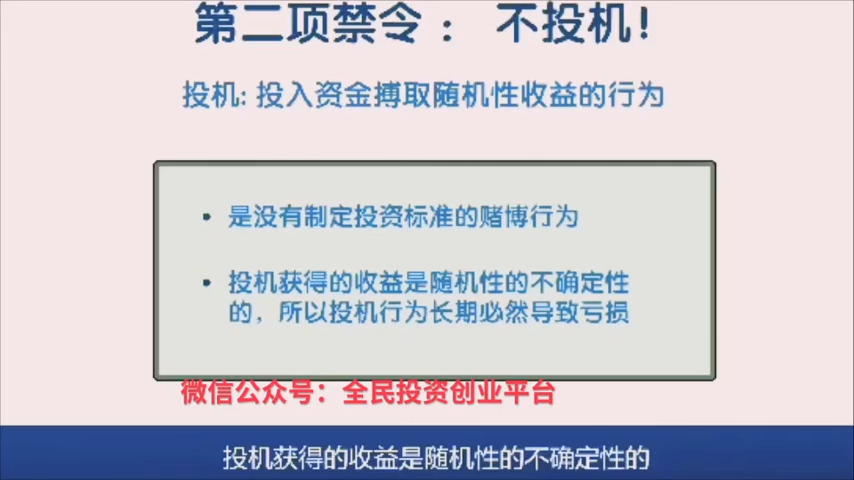 第二项禁令： 不投机!
投机: 投入资金搏取随机性收益的行为
• 是没有制定投资标准的赌博行为
• 投机获得的收益是随机性的不确定性
的，所以投机行为长期必然导致亏损
微信公众号：全民投资创业平台
投机获得的收益是随机性的不确定性的